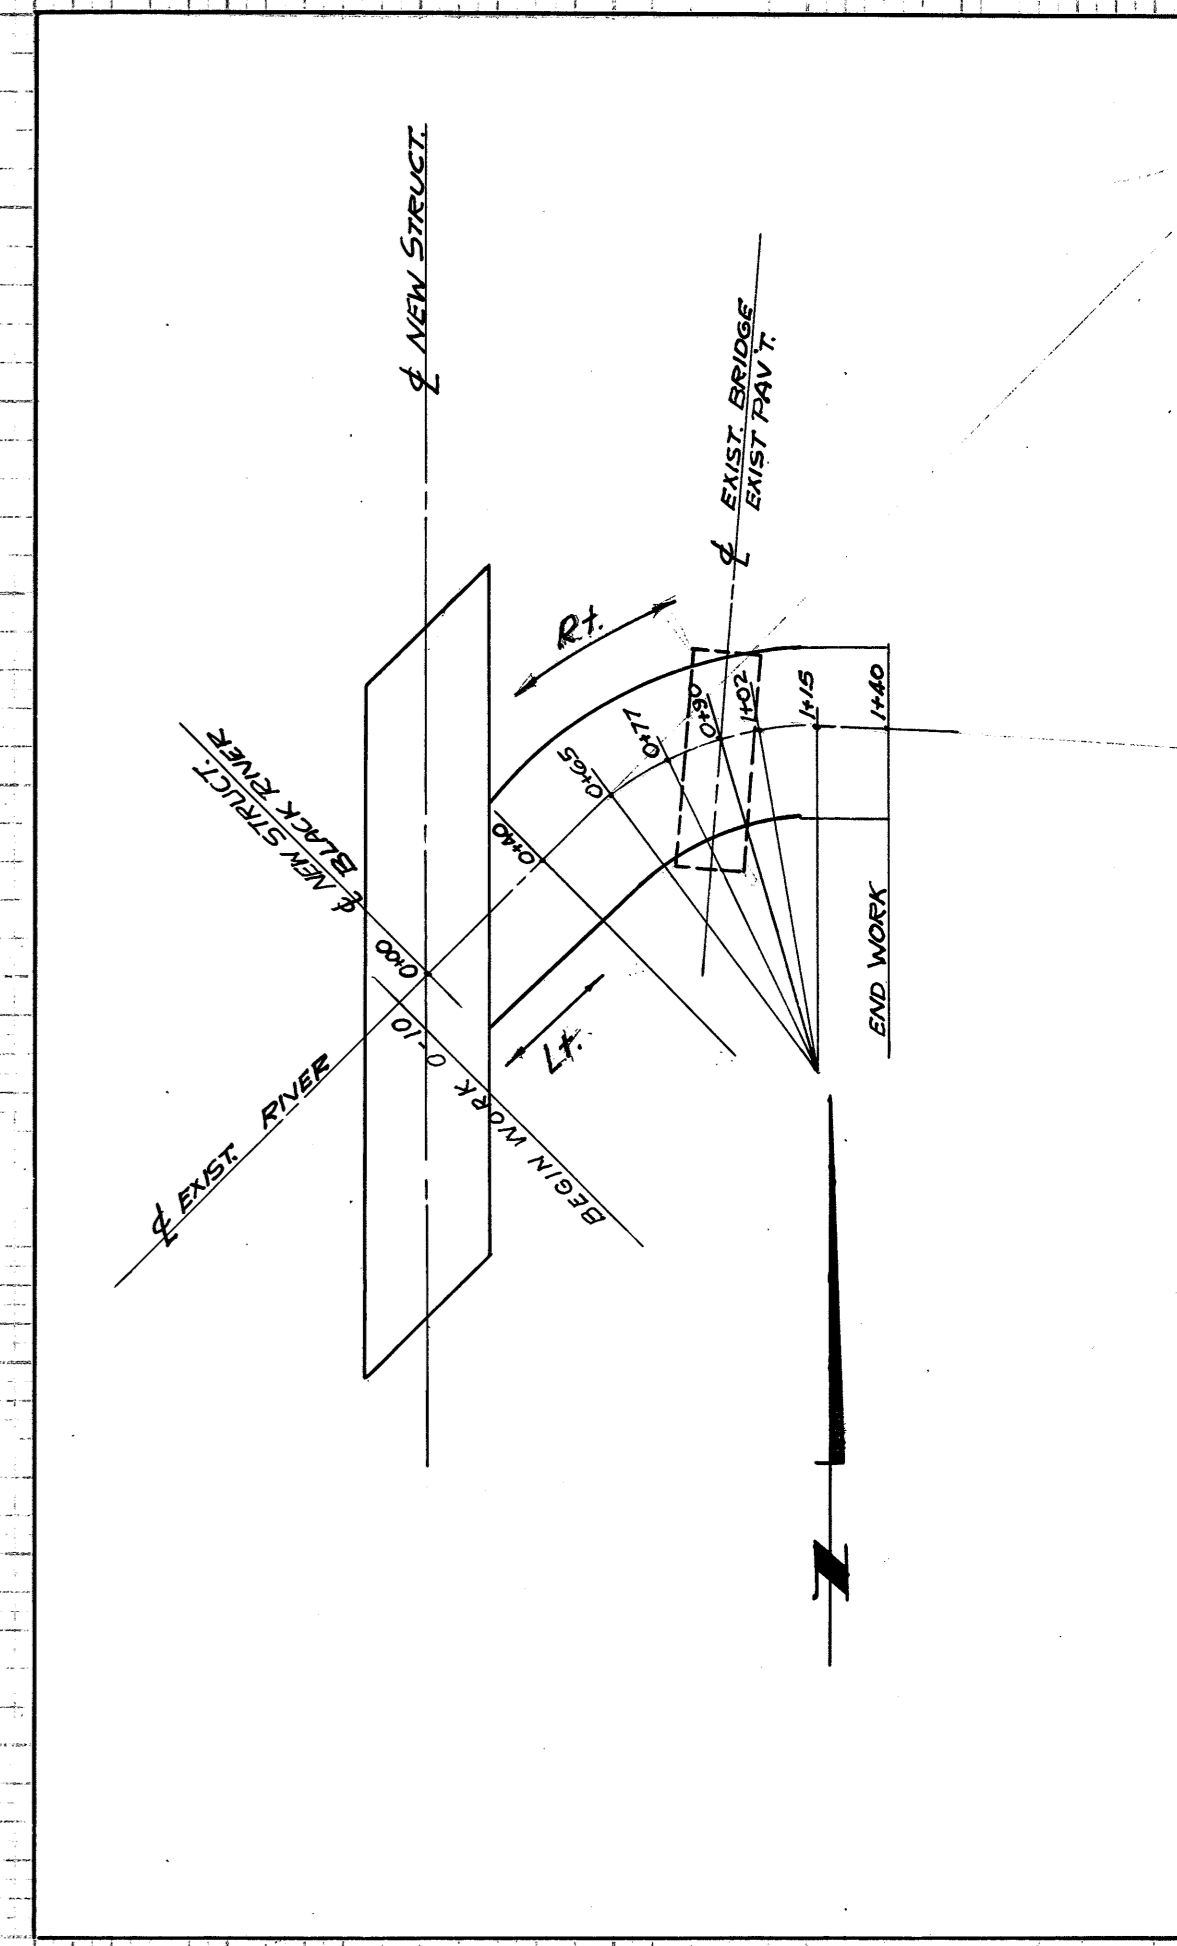 ℄ NEW STRUCT.
℄ EXIST. BRIDGE
EXIST PAV'T.
Rt.
℄ NEW STRUCT.
BLACK RIVER
0+00
0+40
0+65
0+77
0+90
1+02
1+15
1+40
0-10
BEGIN WORK
Lt.
END WORK
℄ EXIST. RIVER
N